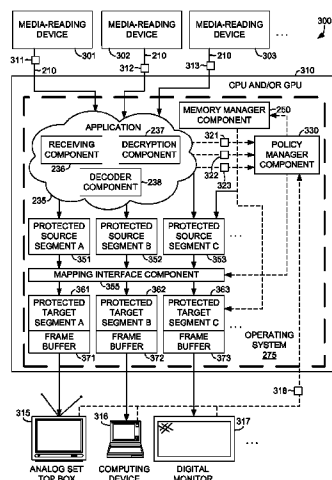 300
MEDIA-READING DEVICE
MEDIA-READING DEVICE
MEDIA-READING DEVICE
...
301
302
303
311
210
312
210
313
210
310
CPU AND/OR GPU
MEMORY MANAGER COMPONENT
250
APPLICATION
237
RECEIVING COMPONENT
DECRYPTION COMPONENT
236
DECODER COMPONENT
238
235
321
322
323
330
POLICY MANAGER COMPONENT
PROTECTED SOURCE SEGMENT A
PROTECTED SOURCE SEGMENT B
PROTECTED SOURCE SEGMENT C
...
351
352
353
MAPPING INTERFACE COMPONENT
355
361
362
363
PROTECTED TARGET SEGMENT A
PROTECTED TARGET SEGMENT B
PROTECTED TARGET SEGMENT C
...
FRAME BUFFER
FRAME BUFFER
FRAME BUFFER
371
372
373
OPERATING SYSTEM
275
318
315
316
317
...
ANALOG SET TOP BOX
COMPUTING DEVICE
DIGITAL MONITOR